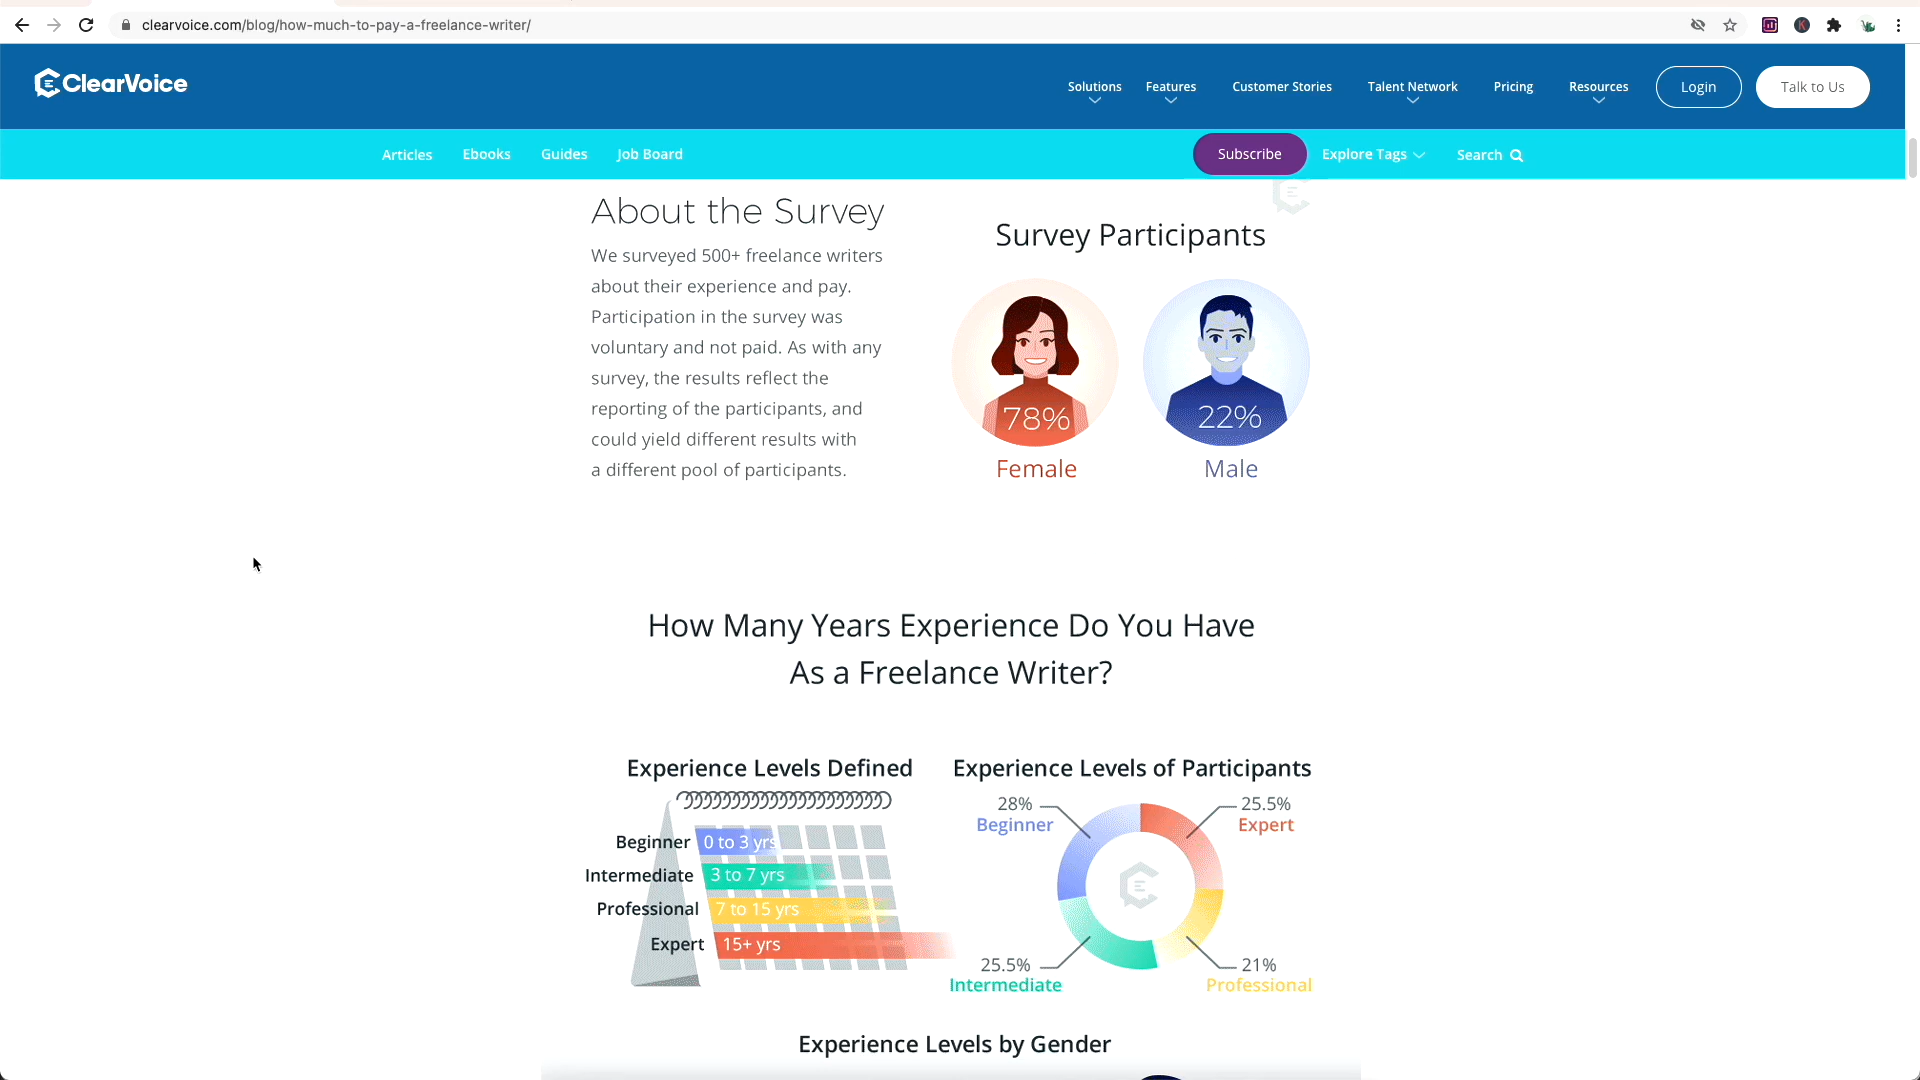 clearvoice.com/blog/how-much-to-pay-a-freelance-writer/
ClearVoice
Solutions
Features
Customer Stories
Talent Network
Pricing
Resources
Login
Talk to Us
Articles
Ebooks
Guides
Job Board
Subscribe
Explore Tags
Search
About the Survey
We surveyed 500+ freelance writers
about their experience and pay.
Participation in the survey was
voluntary and not paid. As with any
survey, the results reflect the
reporting of the participants, and
could yield different results with
a different pool of participants.
Survey Participants
78%
Female
22%
Male
How Many Years Experience Do You Have
As a Freelance Writer?
Experience Levels Defined
Beginner 0 to 3 yrs
Intermediate 3 to 7 yrs
Professional 7 to 15 yrs
Expert 15+ yrs
Experience Levels of Participants
28%
Beginner
25.5%
Expert
25.5%
Intermediate
21%
Professional
Experience Levels by Gender